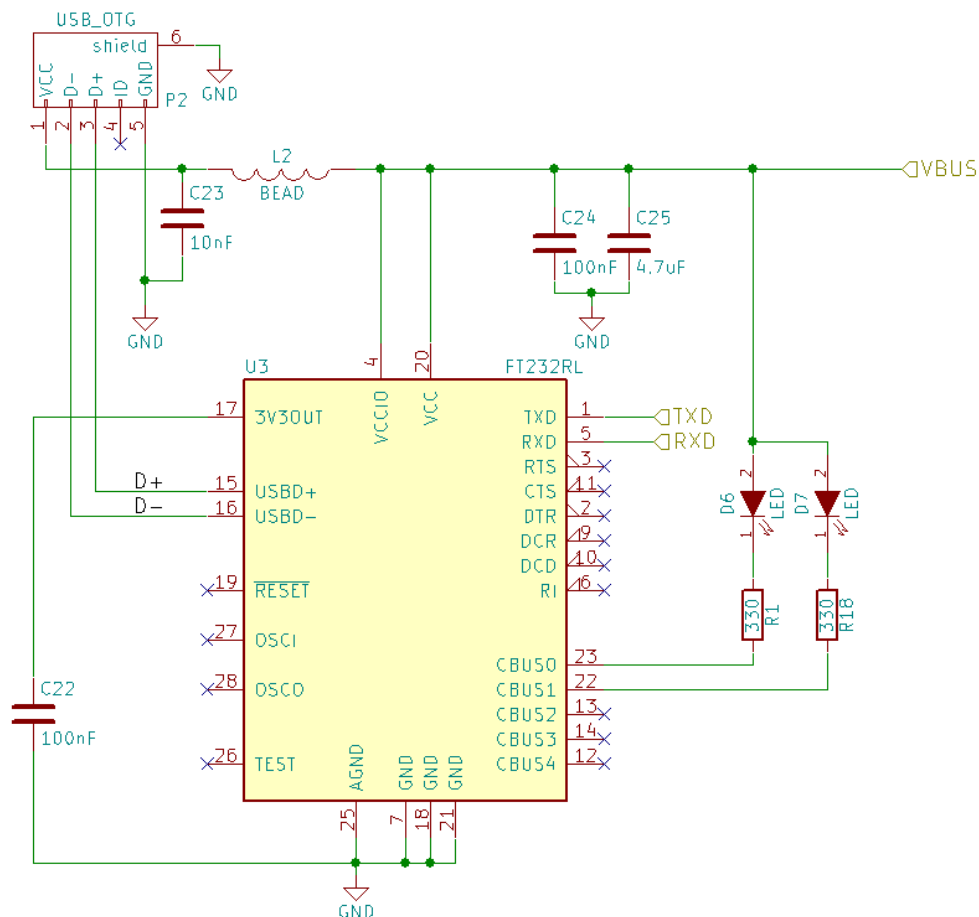 USB_OTG
shield 6
VCC D- D+ ID GND
P2
1 2 3 4 5
GND
L2
BEAD
VBUS
C23
10nF
C24
100nF
C25
4.7uF
GND
GND
U3
FT232RL
4 20
VCCIO VCC
17 3V3OUT
TXD 1 TXD
RXD 5 RXD
RTS 3
D+ 15 USBD+
CTS 11
D- 16 USBD-
DTR 2
DCR 9
DCD 10
19 RESET
RI 6
2 2
D6 LED D7 LED
1 1
330 R1
330 R18
27 OSCI
28 OSCO
26 TEST
CBUS0 23
CBUS1 22
CBUS2 13
CBUS3 14
CBUS4 12
C22
100nF
AGND GND GND GND
25 7 18 21
GND